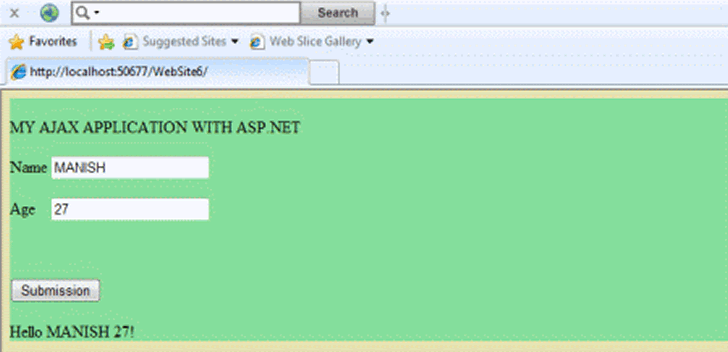 x Search
Favorites Suggested Sites Web Slice Gallery
http://localhost:50677/WebSite6/
MY AJAX APPLICATION WITH ASP.NET
Name MANISH
Age 27
Submission
Hello MANISH 27!